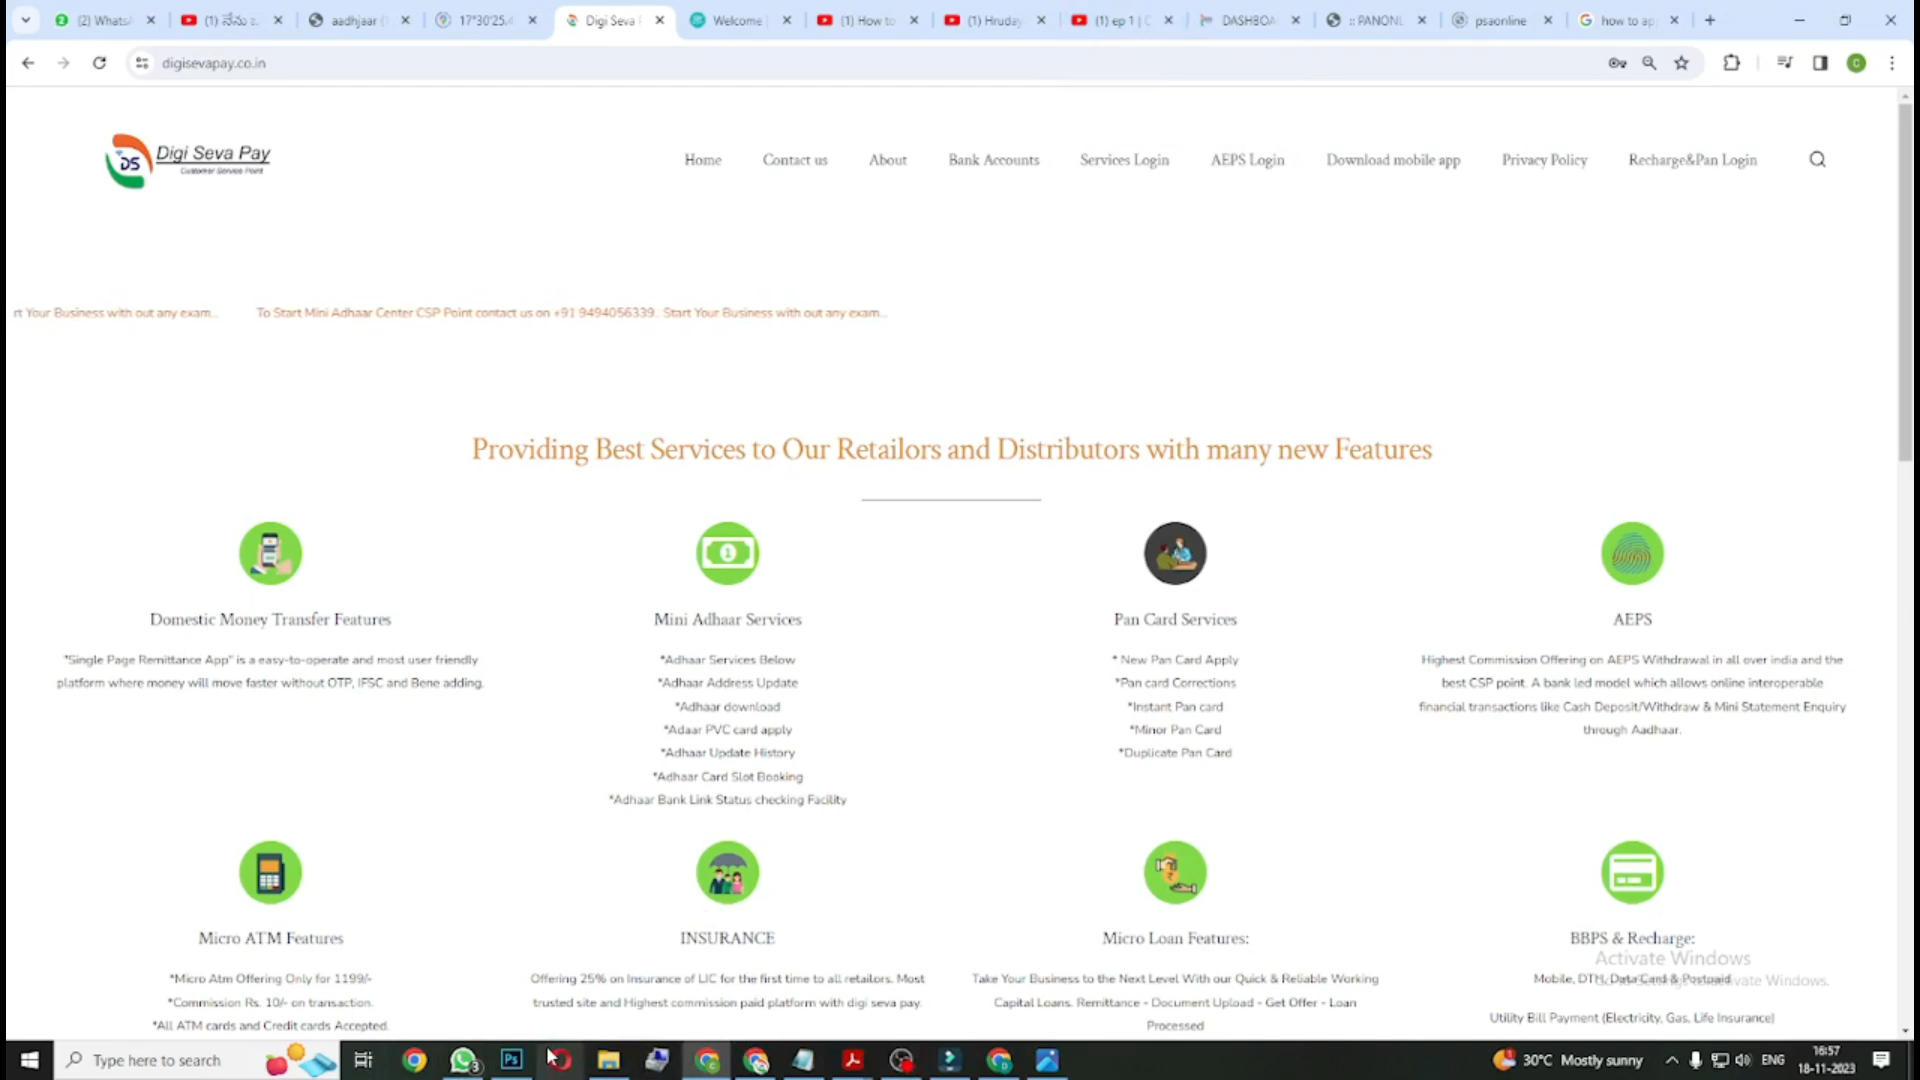 (2) Whats
(1) నేను
aadhjaar (
17°30'25.
Digi Seva
Welcome
(1) How to
(1) Hruday
(1) ep 1 | C
DASHBOA
:: PANONL
psaonline
how to ap
digisevapay.co.in
C
DS
Digi Seva Pay
Customer Service Point
Home
Contact us
About
Bank Accounts
Services Login
AEPS Login
Download mobile app
Privacy Policy
Recharge&Pan Login
rt Your Business with out any exam...
To Start Mini Adhaar Center CSP Point contact us on +91 9494056339.. Start Your Business with out any exam...
Providing Best Services to Our Retailors and Distributors with many new Features
Domestic Money Transfer Features
"Single Page Remittance App" is a easy-to-operate and most user friendly
platform where money will move faster without OTP, IFSC and Bene adding.
Mini Adhaar Services
*Adhaar Services Below
*Adhaar Address Update
*Adhaar download
*Adaar PVC card apply
*Adhaar Update History
*Adhaar Card Slot Booking
*Adhaar Bank Link Status checking Facility
Pan Card Services
* New Pan Card Apply
*Pan card Corrections
*Instant Pan card
*Minor Pan Card
*Duplicate Pan Card
AEPS
Highest Commission Offering on AEPS Withdrawal in all over india and the
best CSP point. A bank led model which allows online interoperable
financial transactions like Cash Deposit/Withdraw & Mini Statement Enquiry
through Aadhaar.
Micro ATM Features
*Micro Atm Offering Only for 1199/-
*Commission Rs. 10/- on transaction.
*All ATM cards and Credit cards Accepted.
INSURANCE
Offering 25% on Insurance of LIC for the first time to all retailors. Most
trusted site and Highest commission paid platform with digi seva pay.
Micro Loan Features:
Take Your Business to the Next Level With our Quick & Reliable Working
Capital Loans. Remittance - Document Upload - Get Offer - Loan
Processed
BBPS & Recharge:
Mobile, DTH, Data Card & Postpaid
Utility Bill Payment (Electricity, Gas, Life Insurance)
Activate Windows
Go to Settings to activate Windows.
Type here to search
Ps
3
30°C Mostly sunny
ENG
16:57
18-11-2023